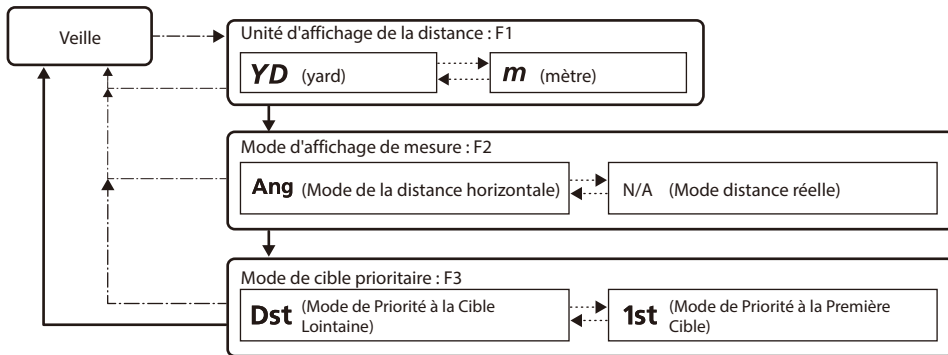 Veille
Unité d'affichage de la distance : F1
YD (yard)
m (mètre)
Mode d'affichage de mesure : F2
Ang (Mode de la distance horizontale)
N/A (Mode distance réelle)
Mode de cible prioritaire : F3
Dst (Mode de Priorité à la Cible
Lointaine)
1st (Mode de Priorité à la Première
Cible)